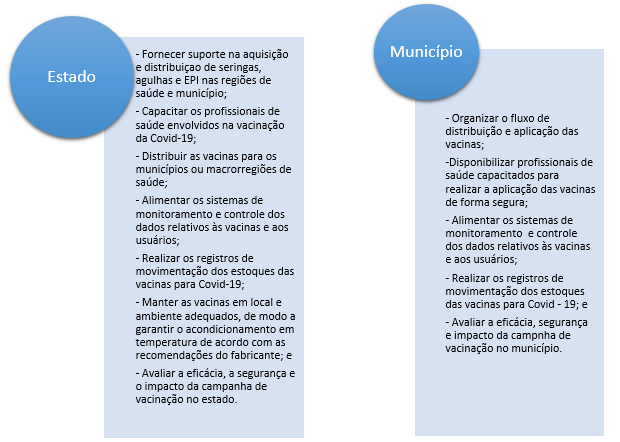 Estado
- Fornecer suporte na aquisição
e distribuiçao de seringas,
agulhas e EPI nas regiões de
saúde e município;
- Capacitar os profissionais de
saúde envolvidos na vacinação
da Covid-19;
- Distribuir as vacinas para os
municípios ou macrorregiões de
saúde;
- Alimentar os sistemas de
monitoramento e controle dos
dados relativos às vacinas e aos
usuários;
- Realizar os registros de
movimentação dos estoques das
vacinas para Covid-19;
- Manter as vacinas em local e
ambiente adequados, de modo a
garantir o acondicionamento em
temperatura de acordo com as
recomendações do fabricante; e
- Avaliar a eficácia, a segurança e
o impacto da campanha de
vacinação no estado.
Município
- Organizar o fluxo de
distribuição e aplicação das
vacinas;
-Disponibilizar profissionais de
saúde capacitados para
realizar a aplicação das vacinas
de forma segura;
- Alimentar os sistemas de
monitoramento e controle
dos dados relativos às vacinas
e aos usuários;
- Realizar os registros de
movimentação dos estoques
das vacinas para Covid - 19; e
- Avaliar a eficácia, segurança
e impacto da campnha de
vacinação no município.